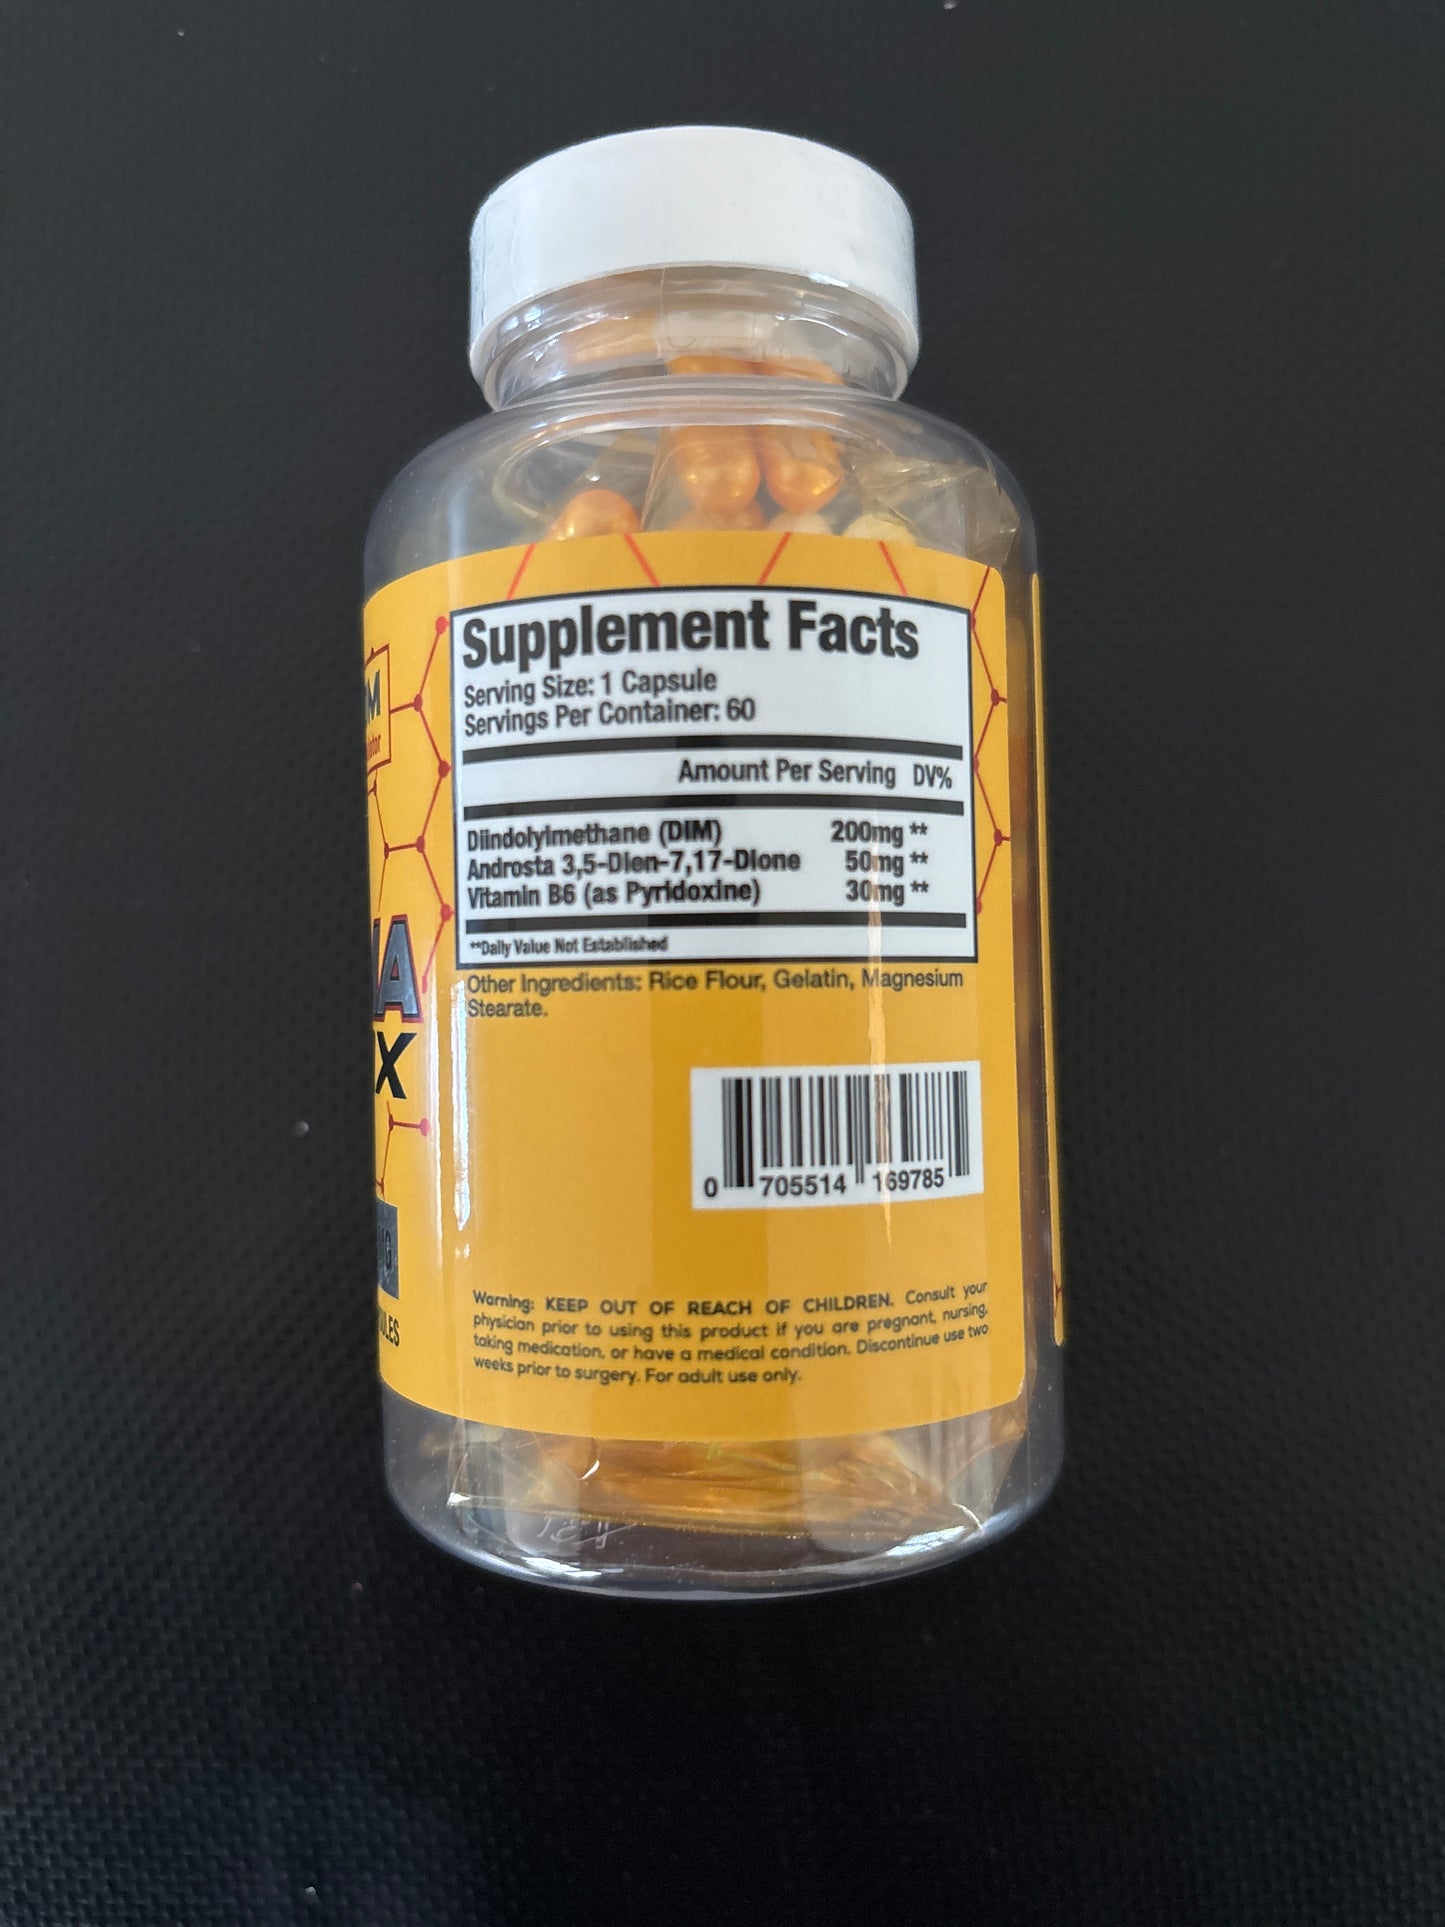 Supplement Facts
Serving Size: 1 Capsule
Servings Per Container: 60
Amount Per Serving DV%
Diindolylmethane (DIM) 200mg **
Androsta 3,5-Dien-7,17-Dione 50mg **
Vitamin B6 (as Pyridoxine) 30mg **
**Daily Value Not Established
Other Ingredients: Rice Flour, Gelatin, Magnesium
Stearate.
0 705514 169785
Warning: KEEP OUT OF REACH OF CHILDREN. Consult your
physician prior to using this product if you are pregnant, nursing,
taking medication, or have a medical condition. Discontinue use two
weeks prior to surgery. For adult use only.